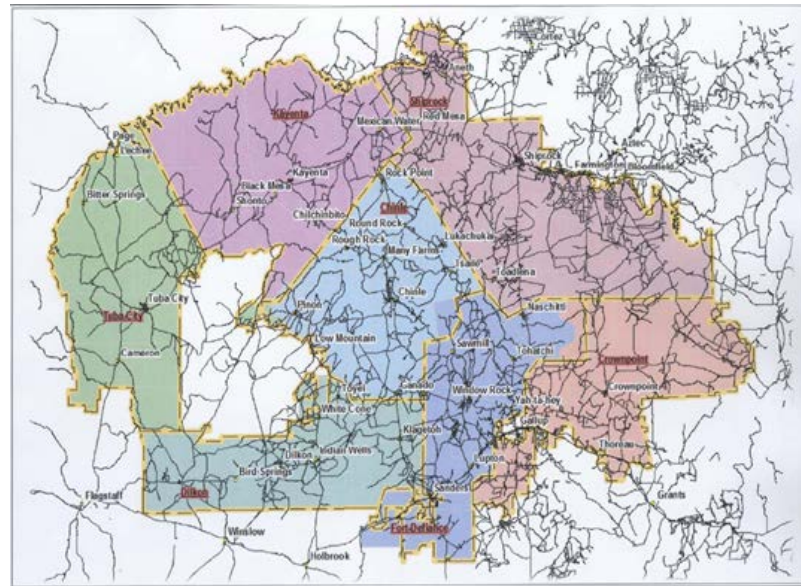 Cortez
Aneth
Shiprock
Kayenta
Mexican Water
Red Mesa
Page
Lechee
Aztec
Shiprock
Farmington
Bloomfield
Rock Point
Kayenta
Black Mesa
Bitter Springs
Shonto
Chinle
Chilchinbito
Round Rock
Rough Rock
Lukachukai
Many Farms
Tsaile
Toadlena
Chinle
Tuba City
Pinon
Naschitti
Tuba City
Low Mountain
Sawmill
Tohatchi
Cameron
Crownpoint
Toyei
Ganado
Window Rock
Crownpoint
White Cone
Yah-ta-hey
Gallup
Klagetoh
Thoreau
Indian Wells
Dilkon
Lupton
Bird Springs
Dilkon
Sanders
Flagstaff
Grants
Fort Defiance
Winslow
Holbrook